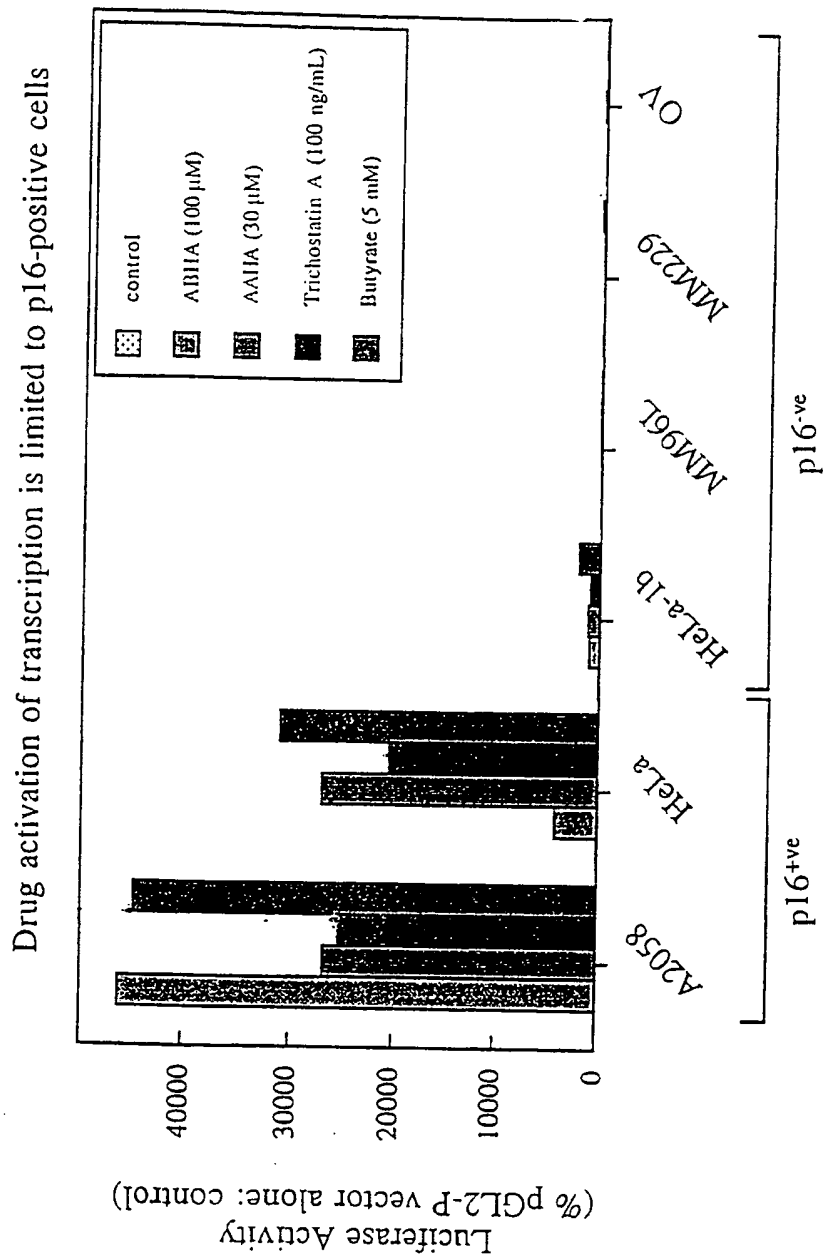 Drug activation of transcription is limited to p16-positive cells
Luciferase Activity
(% pGL2-P vector alone: control)
40000
30000
20000
10000
0
control
ABHA (100 µM)
AAHA (30 µM)
Trichostatin A (100 ng/mL)
Butyrate (5 mM)
A2058
HeLa
HeLa-1b
MM96L
MM229
OV
p16+ve
p16-ve